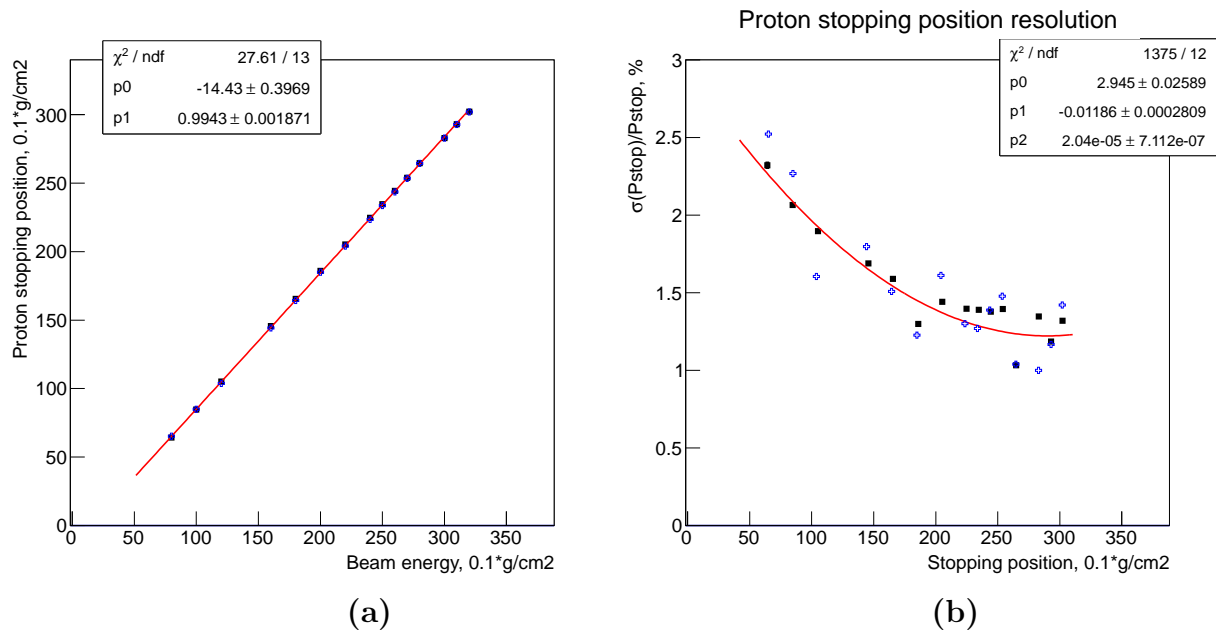 Proton stopping position resolution
χ² / ndf 27.61 / 13
p0 -14.43 ± 0.3969
p1 0.9943 ± 0.001871
Proton stopping position, 0.1*g/cm2
300
250
200
150
100
50
0
0 50 100 150 200 250 300 350
Beam energy, 0.1*g/cm2
(a)
χ² / ndf 1375 / 12
p0 2.945 ± 0.02589
p1 -0.01186 ± 0.0002809
p2 2.04e-05 ± 7.112e-07
σ(Pstop)/Pstop, %
3
2.5
2
1.5
1
0.5
0
0 50 100 150 200 250 300 350
Stopping position, 0.1*g/cm2
(b)